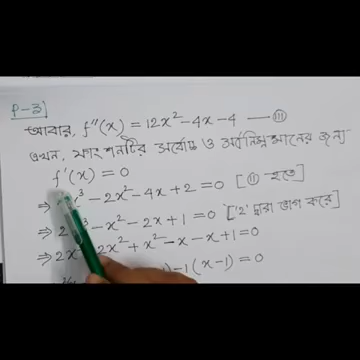 P-3)
আবার, f''(x) = 12x² - 4x - 4 — (iii)
এখন, ফাংশনটির সর্বোচ্চ ও সর্বনিম্ন মানের জন্য
f'(x) = 0
⇒ x³ - 2x² - 4x + 2 = 0 [(ii) হতে]
⇒ 2x³ - x² - 2x + 1 = 0 ['2' দ্বারা ভাগ করে]
⇒ 2x³ - 2x² + x² - x - x + 1 = 0
- 1 (x - 1) = 0